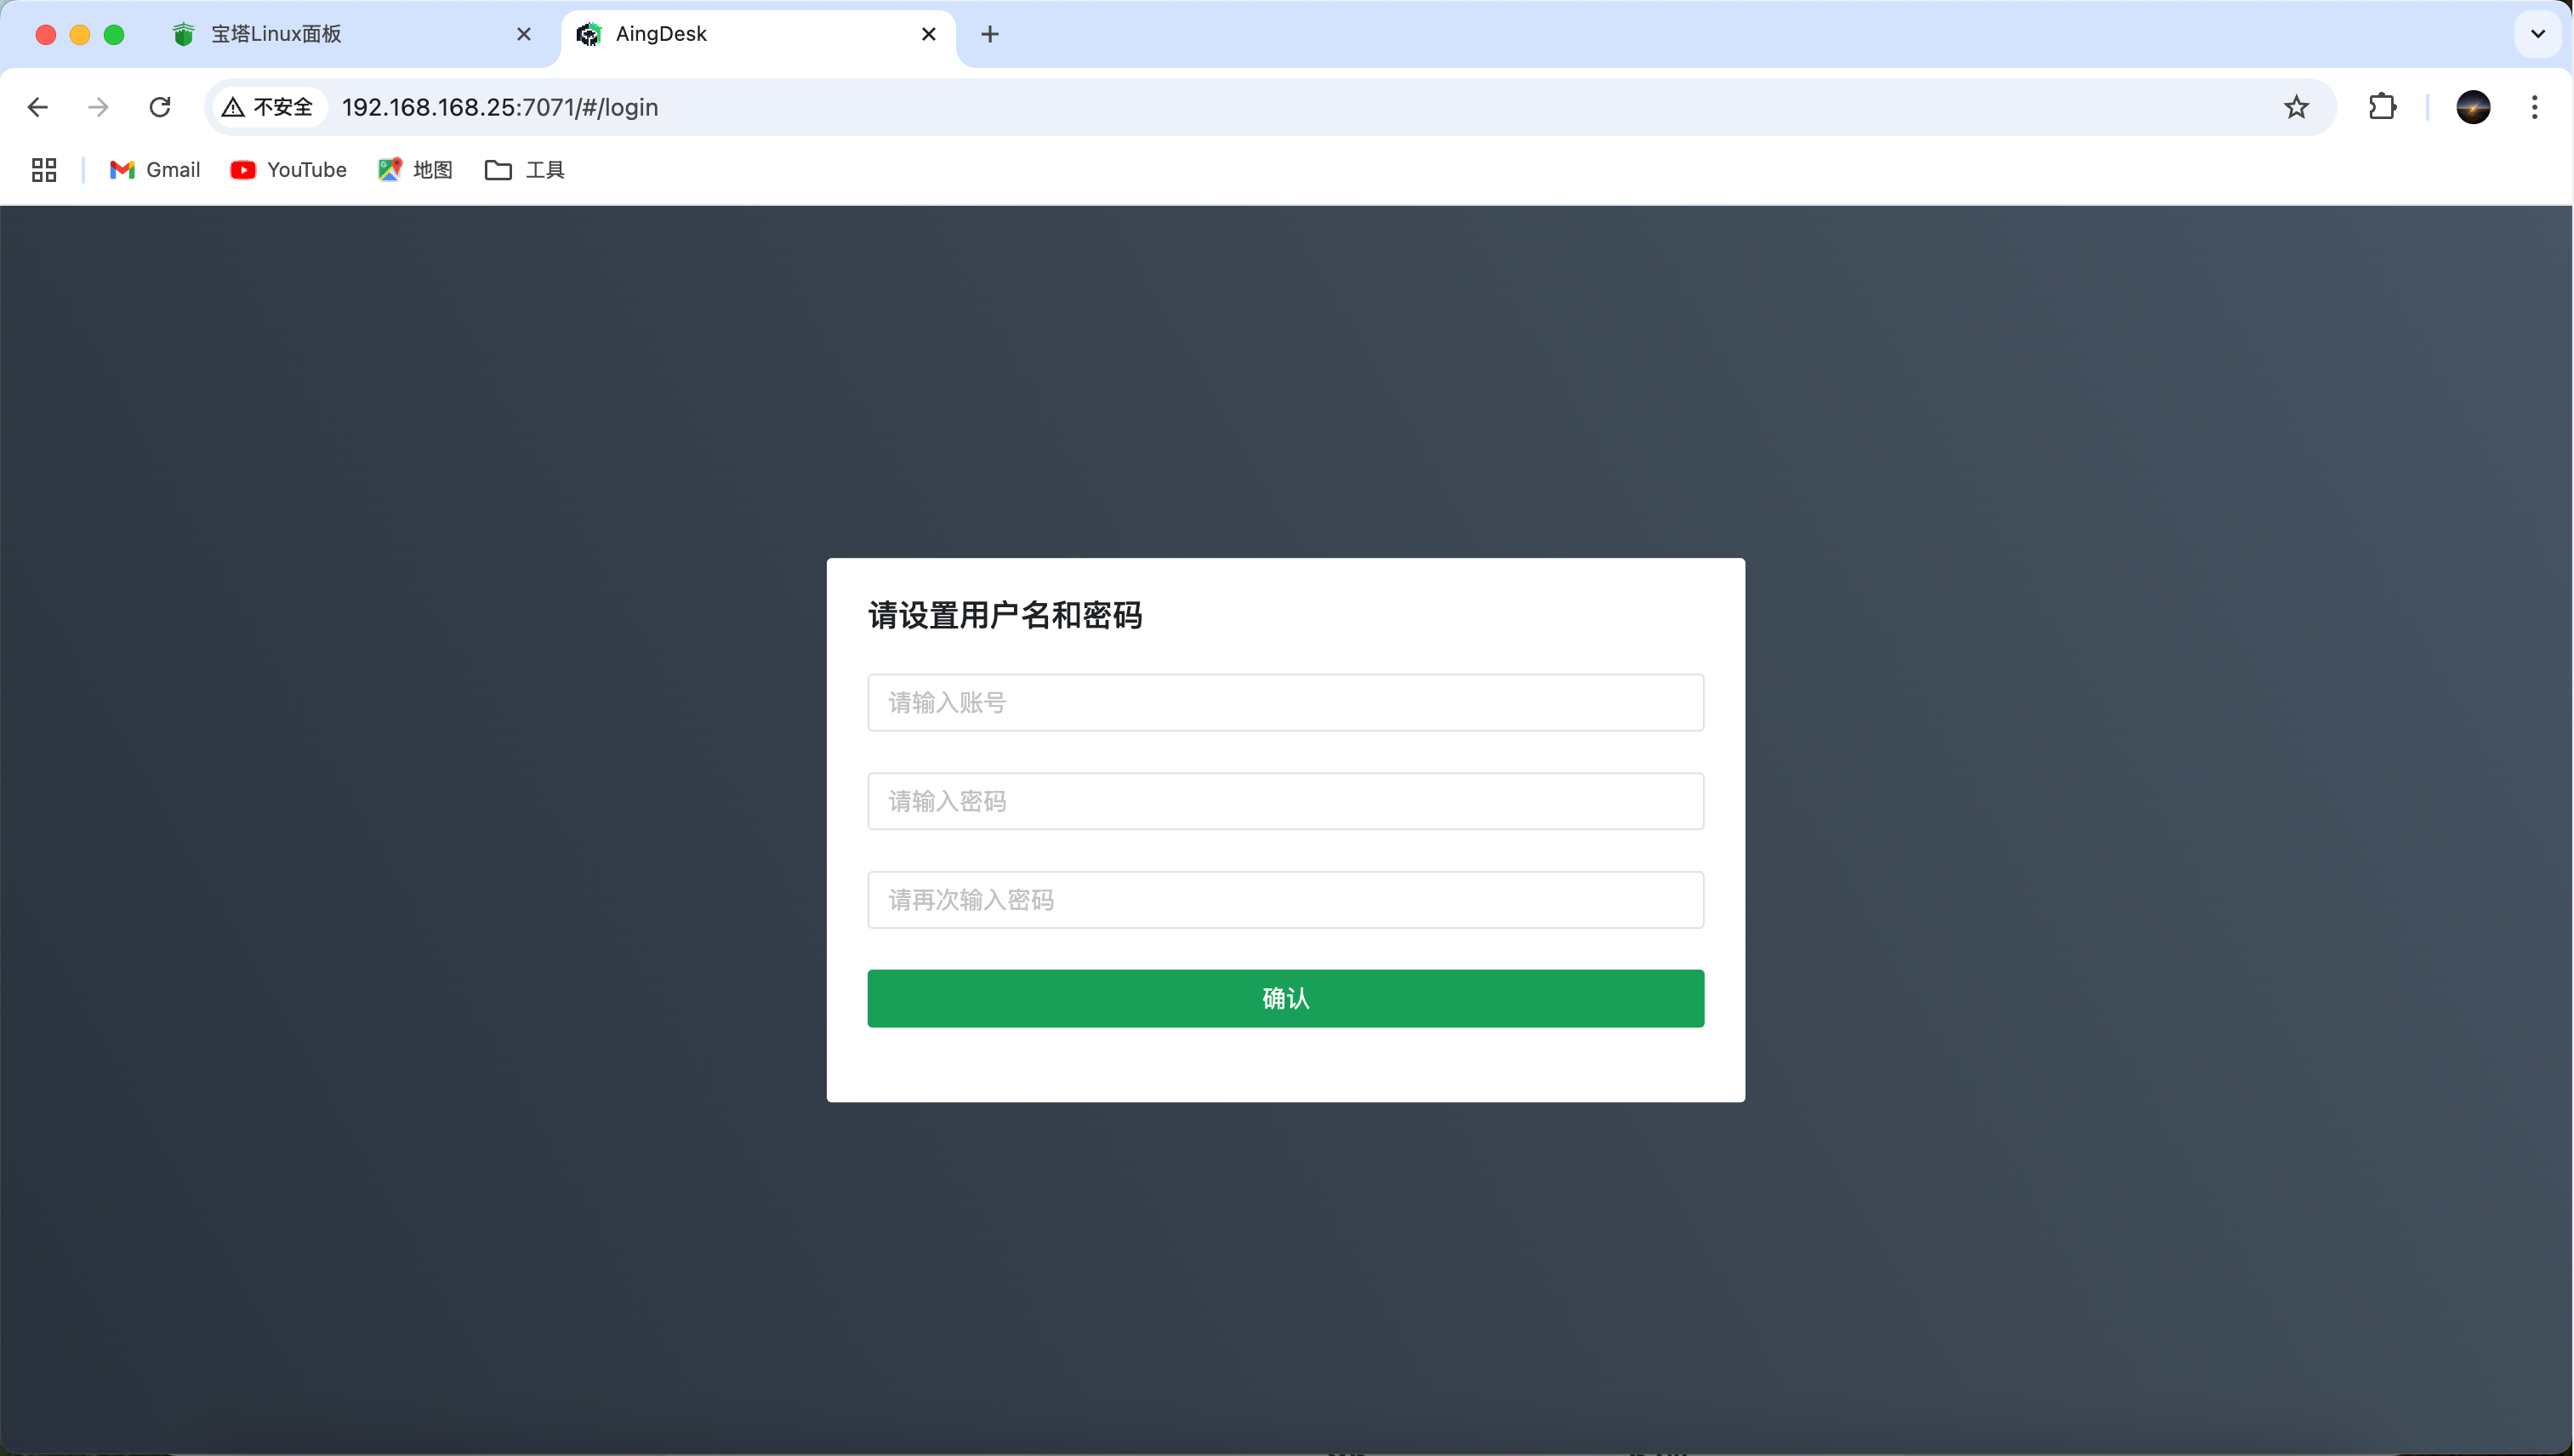 宝塔Linux面板
AingDesk
不安全 192.168.168.25:7071/#/login
Gmail YouTube 地图 工具
请设置用户名和密码
请输入账号
请输入密码
请再次输入密码
确认